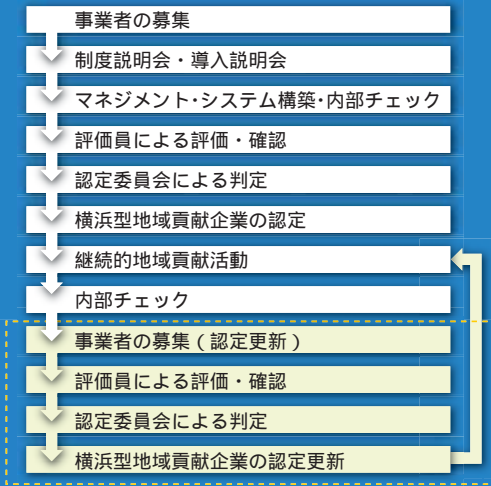 事業者の募集
制度説明会・導入説明会
マネジメント・システム構築・内部チェック
評価員による評価・確認
認定委員会による判定
横浜型地域貢献企業の認定
継続的地域貢献活動
内部チェック
事業者の募集（認定更新）
評価員による評価・確認
認定委員会による判定
横浜型地域貢献企業の認定更新